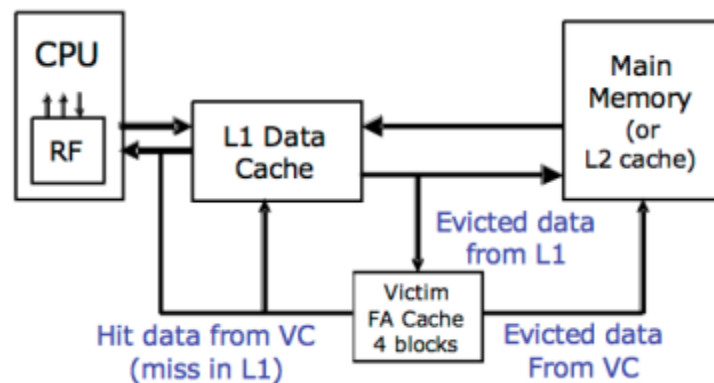 CPU
RF
L1 Data
Cache
Main
Memory
(or
L2 cache)
Evicted data
from L1
Victim
FA Cache
4 blocks
Hit data from VC
(miss in L1)
Evicted data
From VC